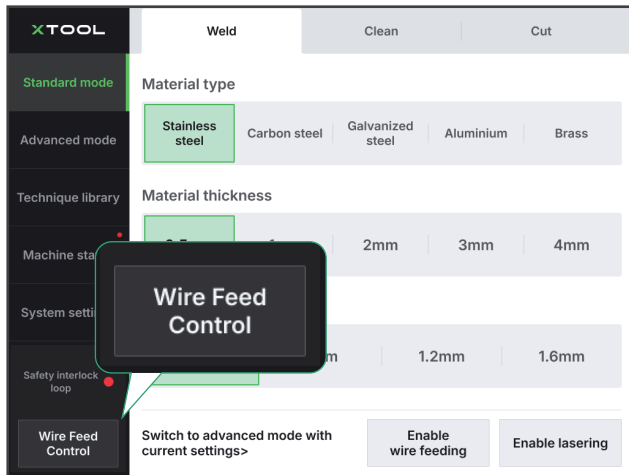 XTOOL
Weld
Clean
Cut
Standard mode
Advanced mode
Technique library
Machine
System
Safety interlock
loop
Wire Feed
Control
Material type
Stainless
steel
Carbon steel
Galvanized
steel
Aluminium
Brass
Material thickness
2mm
3mm
4mm
Wire Feed
Control
1.2mm
1.6mm
Switch to advanced mode with
current settings>
Enable
wire feeding
Enable lasering